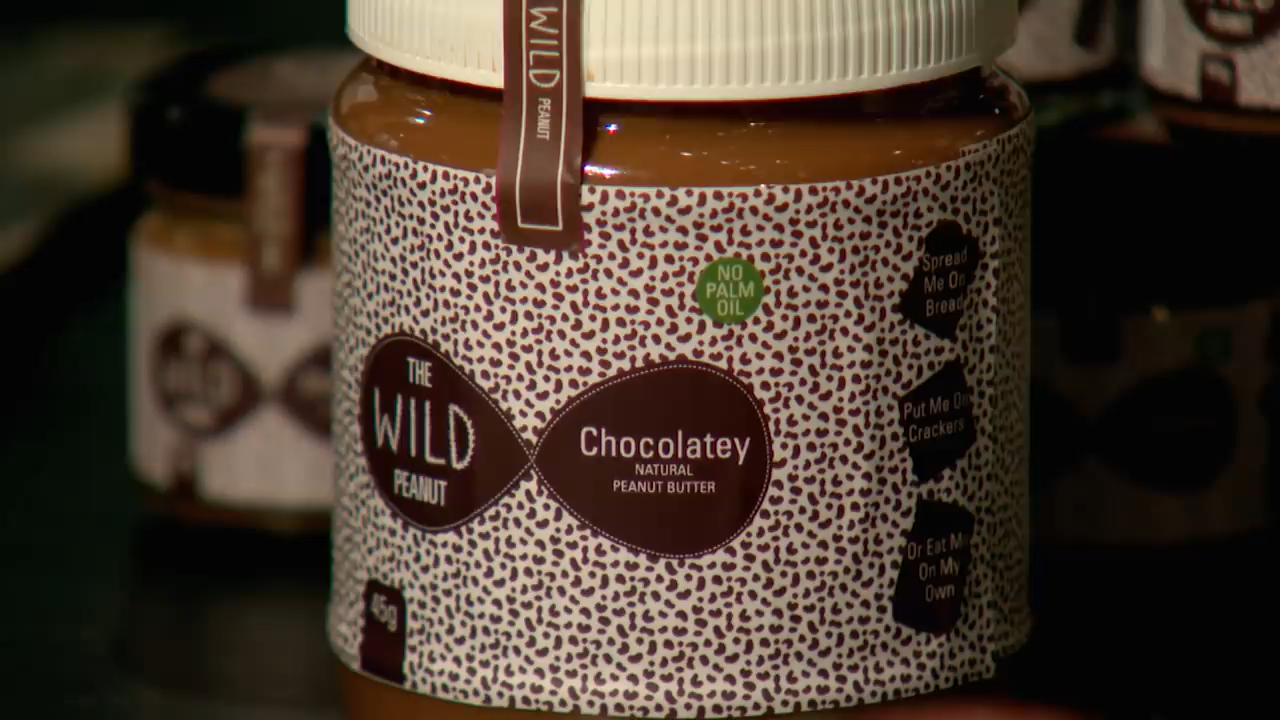 WILD
PEANUT
NO
PALM
OIL
Spread
Me On
Bread
THE
WILD
PEANUT
Chocolatey
NATURAL
PEANUT BUTTER
Put Me On
Crackers
Or Eat M
On My
Own
45g